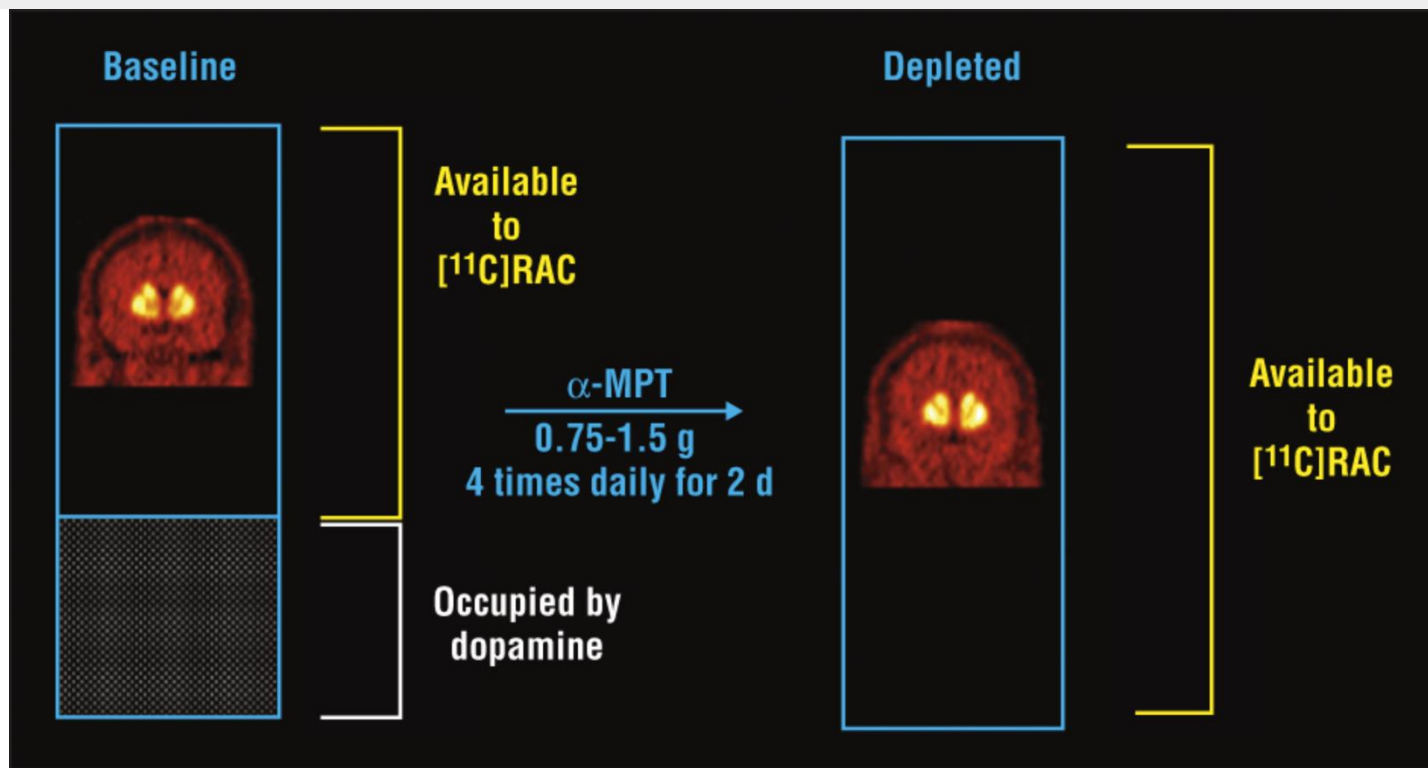 Baseline
Depleted
Available
to
[¹¹C]RAC
α-MPT
0.75-1.5 g
4 times daily for 2 d
Available
to
[¹¹C]RAC
Occupied by
dopamine